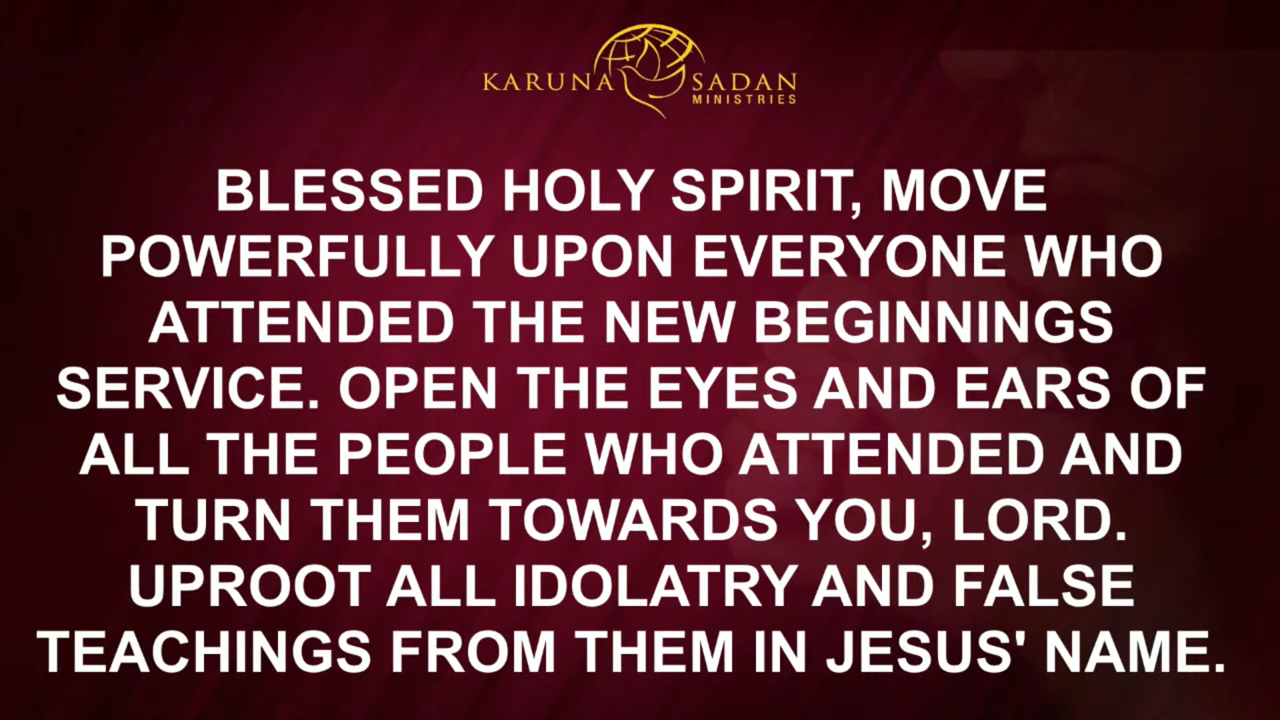 KARUNA SADAN
MINISTRIES
BLESSED HOLY SPIRIT, MOVE
POWERFULLY UPON EVERYONE WHO
ATTENDED THE NEW BEGINNINGS
SERVICE. OPEN THE EYES AND EARS OF
ALL THE PEOPLE WHO ATTENDED AND
TURN THEM TOWARDS YOU, LORD.
UPROOT ALL IDOLATRY AND FALSE
TEACHINGS FROM THEM IN JESUS' NAME.